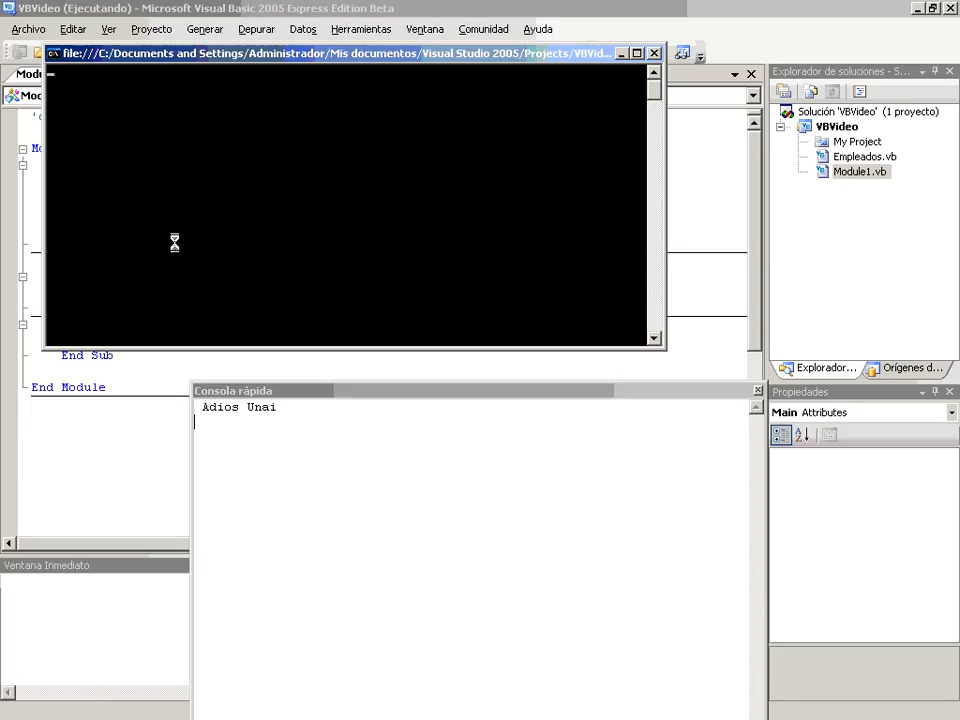 VBVideo (Ejecutando) - Microsoft Visual Basic 2005 Express Edition Beta
Archivo Editar Ver Proyecto Generar Depurar Datos Herramientas Ventana Comunidad Ayuda
file:///C:/Documents and Settings/Administrador/Mis documentos/Visual Studio 2005/Projects/VBVid...
Explorador de soluciones - S...
Solución 'VBVideo' (1 proyecto)
VBVideo
My Project
Empleados.vb
Module1.vb
End Sub
End Module
Explorador... Orígenes d...
Consola rápida
Adios Unai
Propiedades
Main Attributes
Ventana Inmediato